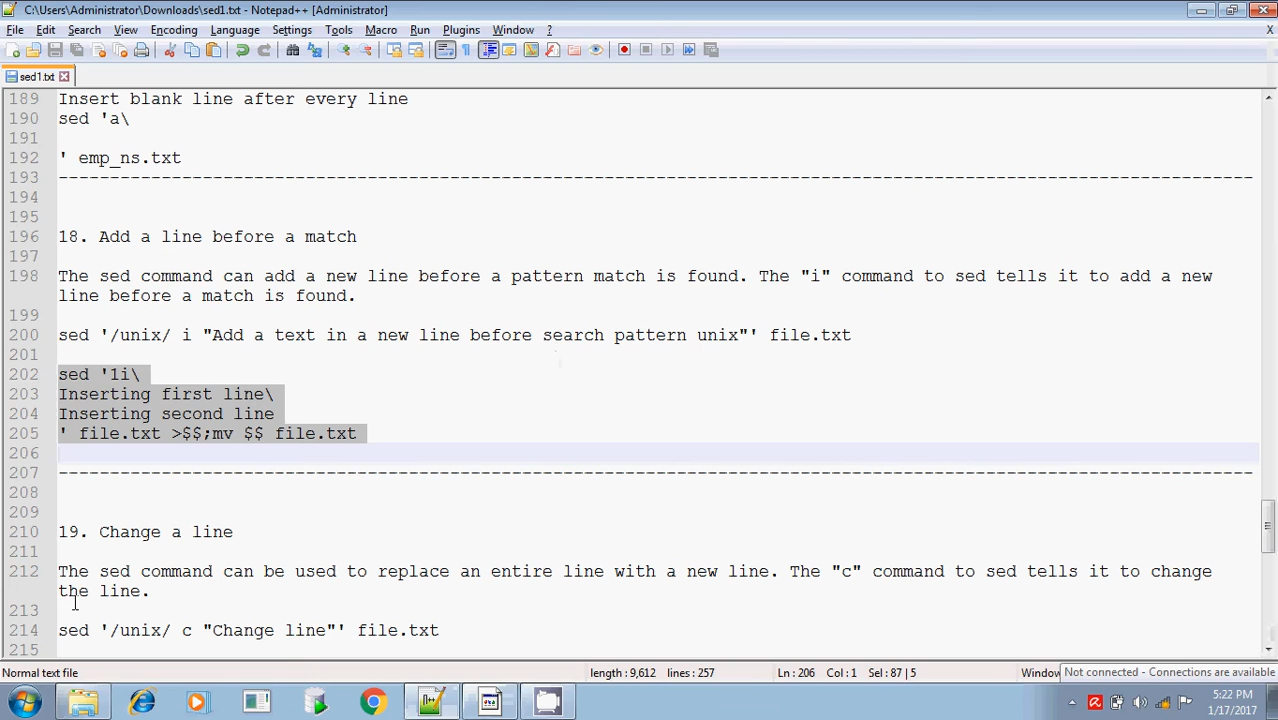 C:\Users\Administrator\Downloads\sed1.txt - Notepad++ [Administrator]
File Edit Search View Encoding Language Settings Tools Macro Run Plugins Window ? X
sed1.txt
189 Insert blank line after every line
190 sed 'a\
191
192 ' emp_ns.txt
193 --------------------------------------------------------------------------------------------------------------------
194
195
196 18. Add a line before a match
197
198 The sed command can add a new line before a pattern match is found. The "i" command to sed tells it to add a new
line before a match is found.
199
200 sed '/unix/ i "Add a text in a new line before search pattern unix"' file.txt
201
202 sed '1i\
203 Inserting first line\
204 Inserting second line
205 ' file.txt >$$;mv $$ file.txt
206
207 --------------------------------------------------------------------------------------------------------------------
208
209
210 19. Change a line
211
212 The sed command can be used to replace an entire line with a new line. The "c" command to sed tells it to change
the line.
213
214 sed '/unix/ c "Change line"' file.txt
215
Normal text file length : 9,612 lines : 257 Ln : 206 Col : 1 Sel : 87 | 5 Window
Not connected - Connections are available
5:22 PM
1/17/2017